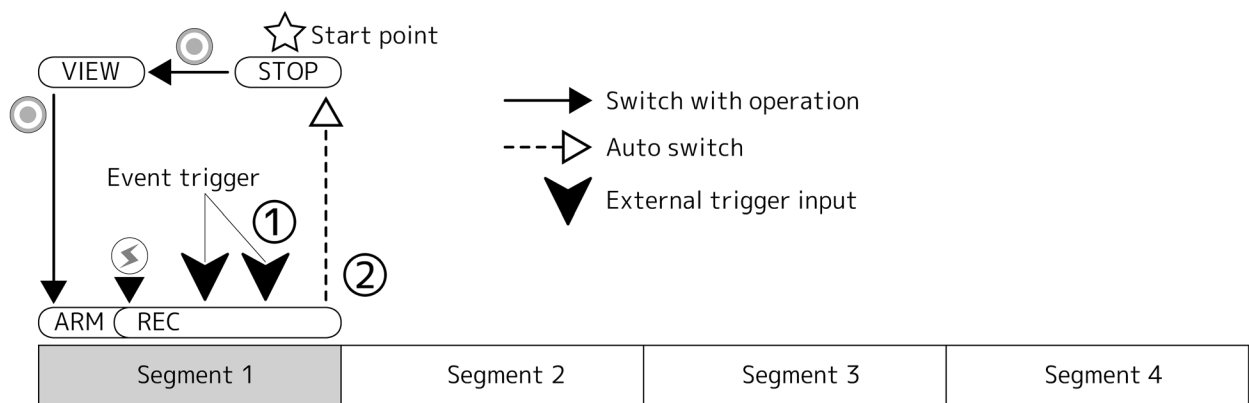 Start point
VIEW
STOP
Switch with operation
Auto switch
Event trigger
External trigger input
①
②
ARM
REC
Segment 1
Segment 2
Segment 3
Segment 4